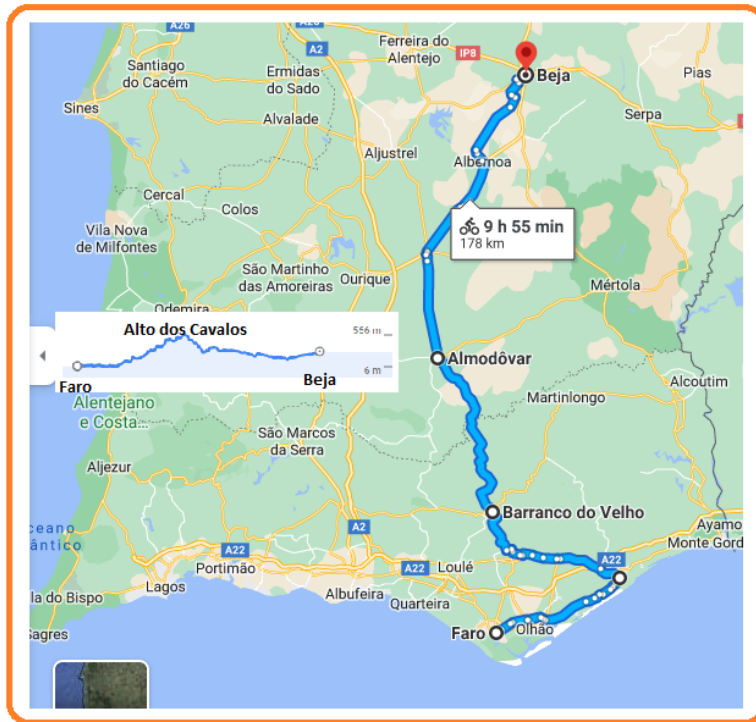 A26
A2
Ferreira do
Alentejo
IP8
Beja
Pias
Santiago
do Cacém
Ermidas
do Sado
Sines
Alvalade
Serpa
Aljustrel
Albernoa
Cercal
Colos
9 h 55 min
178 km
Vila Nova
de Milfontes
São Martinho
das Amoreiras
Ourique
Mértola
Odemira
Alto dos Cavalos
556 m
6 m
Faro
Beja
Almodôvar
Alentejano
e Costa...
Martinlongo
Alcoutim
São Marcos
da Serra
Aljezur
Barranco do Velho
A2
Ayamo
Monte Gord
ceano
ântico
A22
Portimão
A22
Loulé
A22
Lagos
Albufeira
Quarteira
la do Bispo
Sagres
Faro
Olhão